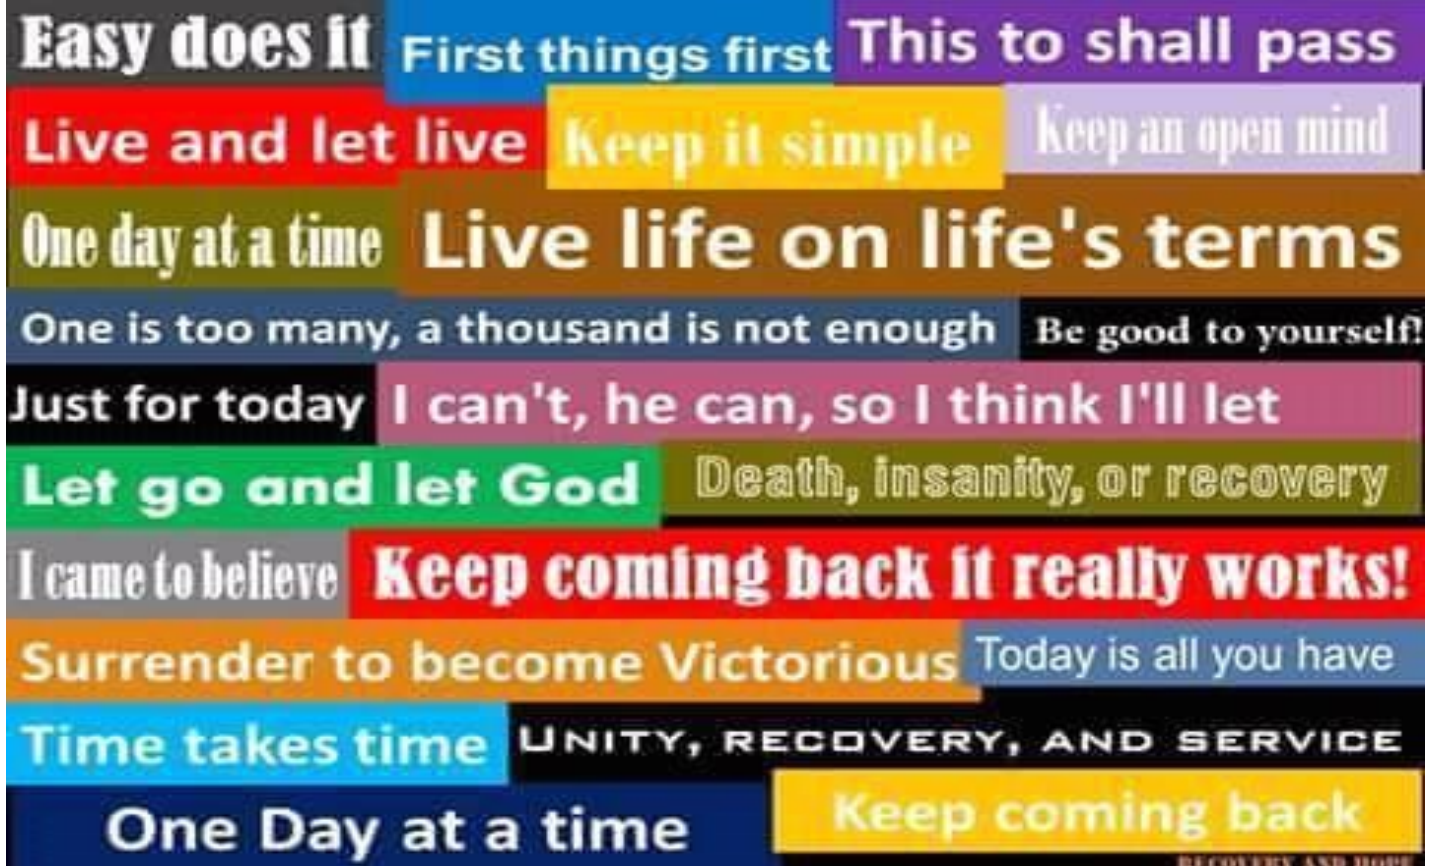 Easy does it
First things first
This to shall pass
Live and let live
Keep it simple
Keep an open mind
One day at a time
Live life on life's terms
One is too many, a thousand is not enough
Be good to yourself!
Just for today
I can't, he can, so I think I'll let
Let go and let God
Death, insanity, or recovery
I came to believe
Keep coming back it really works!
Surrender to become Victorious
Today is all you have
Time takes time
UNITY, RECOVERY, AND SERVICE
One Day at a time
Keep coming back